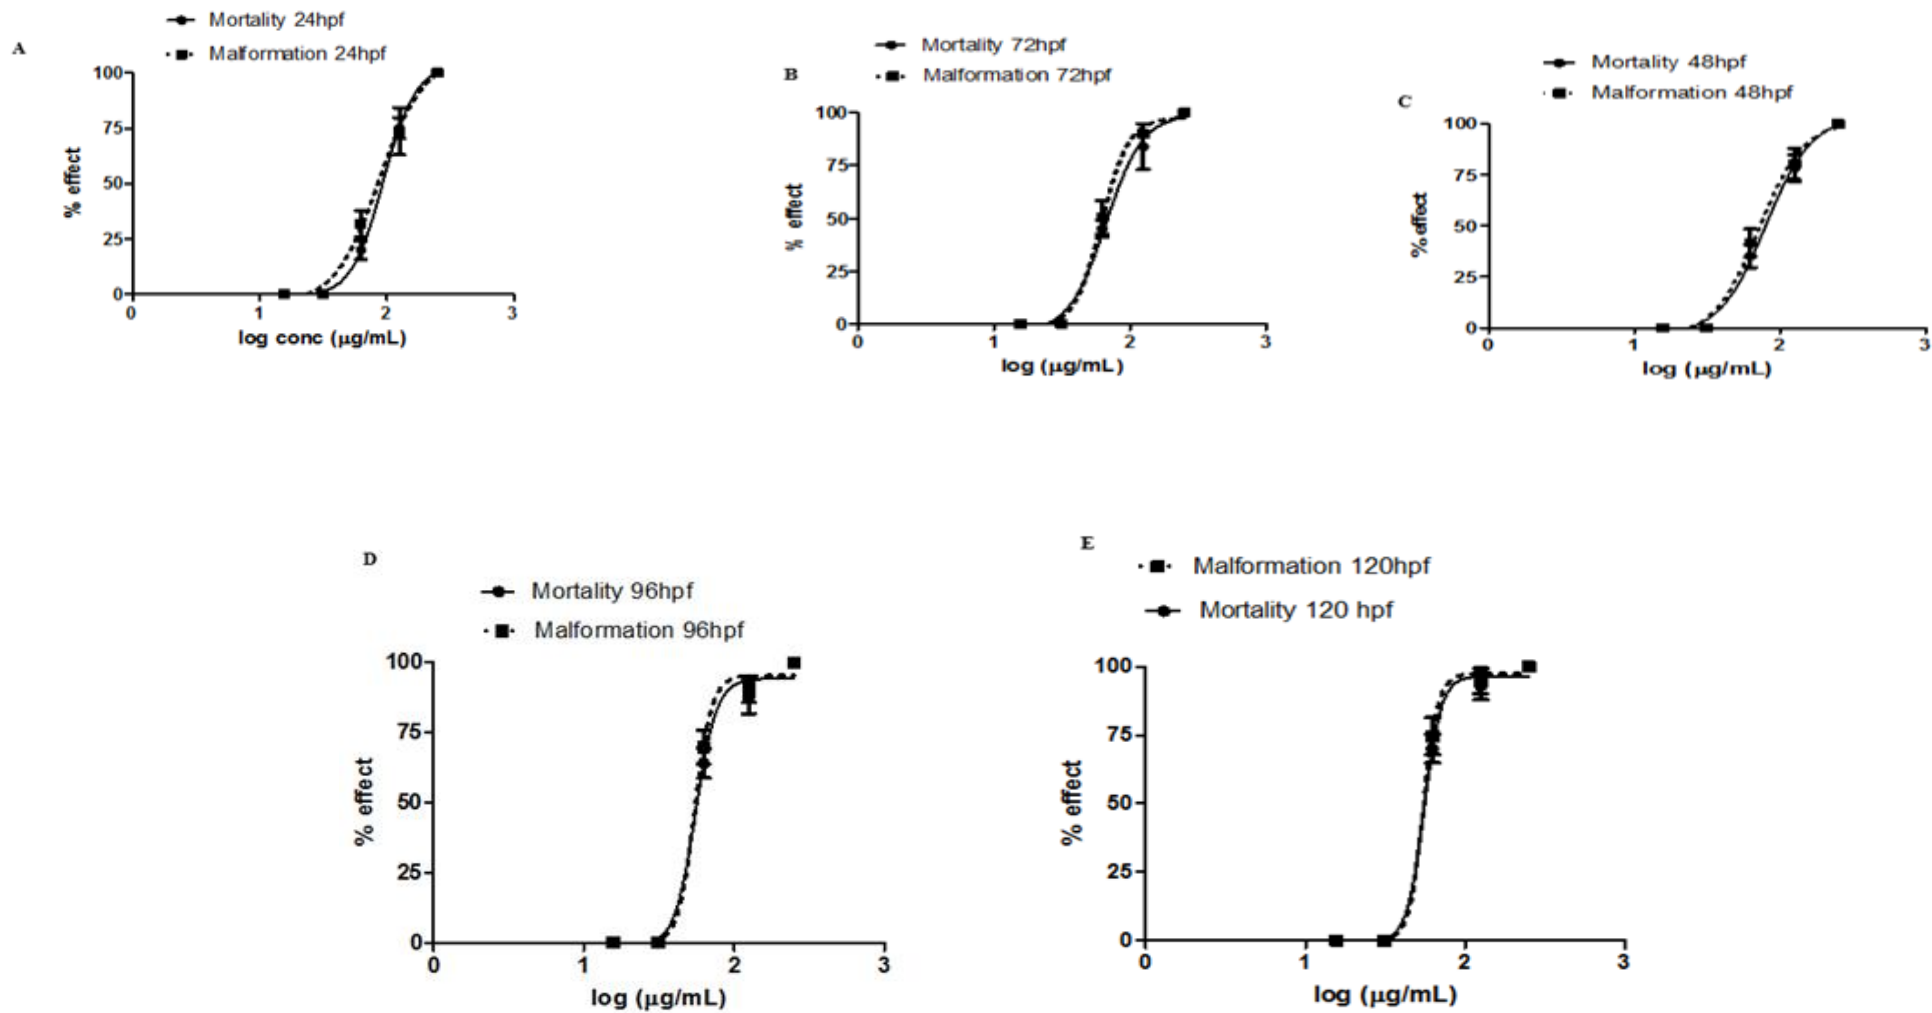 A
Mortality 24hpf
Malformation 24hpf
100
75
50
25
0
% effect
0 1 2 3
log conc (μg/mL)
B
Mortality 72hpf
Malformation 72hpf
100
75
50
25
0
% effect
0 1 2 3
log (μg/mL)
C
Mortality 48hpf
Malformation 48hpf
100
75
50
25
0
%effect
0 1 2 3
log (μg/mL)
D
Mortality 96hpf
Malformation 96hpf
100
75
50
25
0
% effect
0 1 2 3
log (μg/mL)
E
Malformation 120hpf
Mortality 120 hpf
100
75
50
25
0
% effect
0 1 2 3
log (μg/mL)